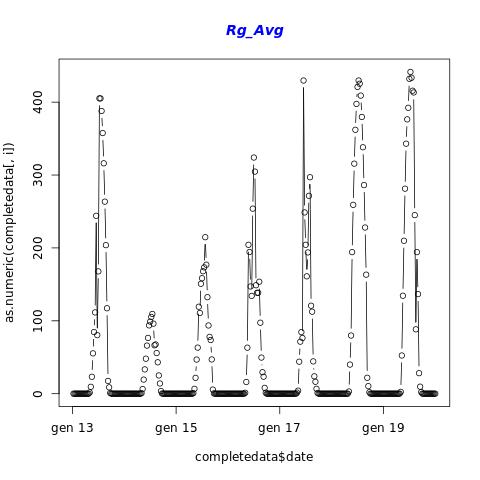 Rg_Avg
as.numeric(completedata[, i])
400
300
200
100
0
gen 13
gen 15
gen 17
gen 19
completedata$date